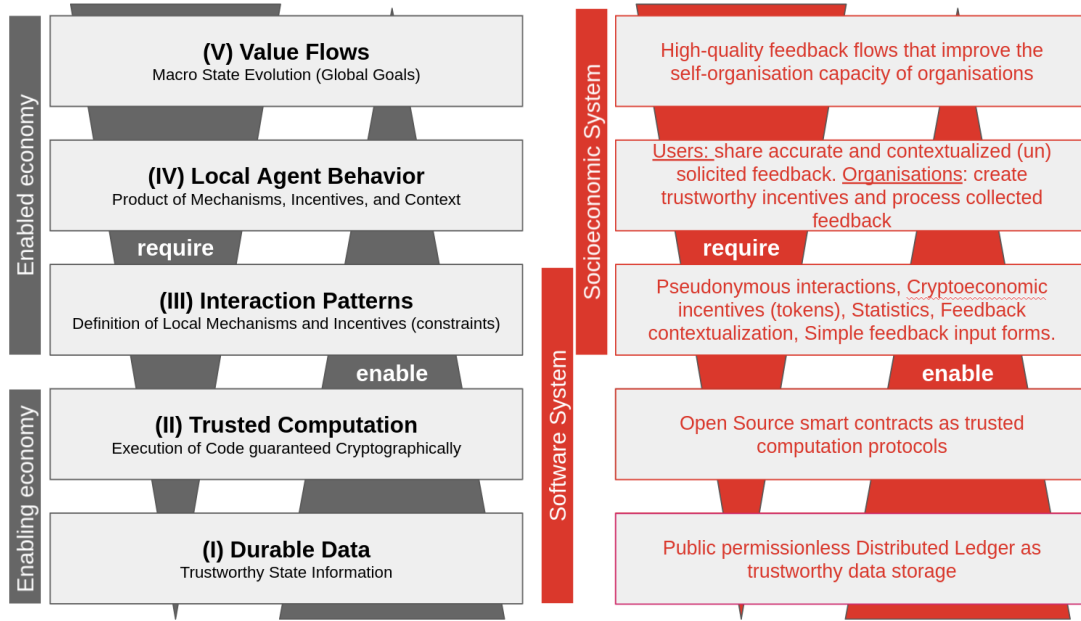 Enabled economy
(V) Value Flows
Macro State Evolution (Global Goals)
(IV) Local Agent Behavior
Product of Mechanisms, Incentives, and Context
require
(III) Interaction Patterns
Definition of Local Mechanisms and Incentives (constraints)
enable
Enabling economy
(II) Trusted Computation
Execution of Code guaranteed Cryptographically
(I) Durable Data
Trustworthy State Information
Socioeconomic System
Software System
High-quality feedback flows that improve the
self-organisation capacity of organisations
Users: share accurate and contextualized (un)
solicited feedback. Organisations: create
trustworthy incentives and process collected
feedback
require
Pseudonymous interactions, Cryptoeconomic
incentives (tokens), Statistics, Feedback
contextualization, Simple feedback input forms.
enable
Open Source smart contracts as trusted
computation protocols
Public permissionless Distributed Ledger as
trustworthy data storage